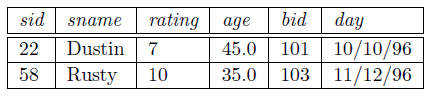 sid sname rating age bid day
22 Dustin 7 45.0 101 10/10/96
58 Rusty 10 35.0 103 11/12/96